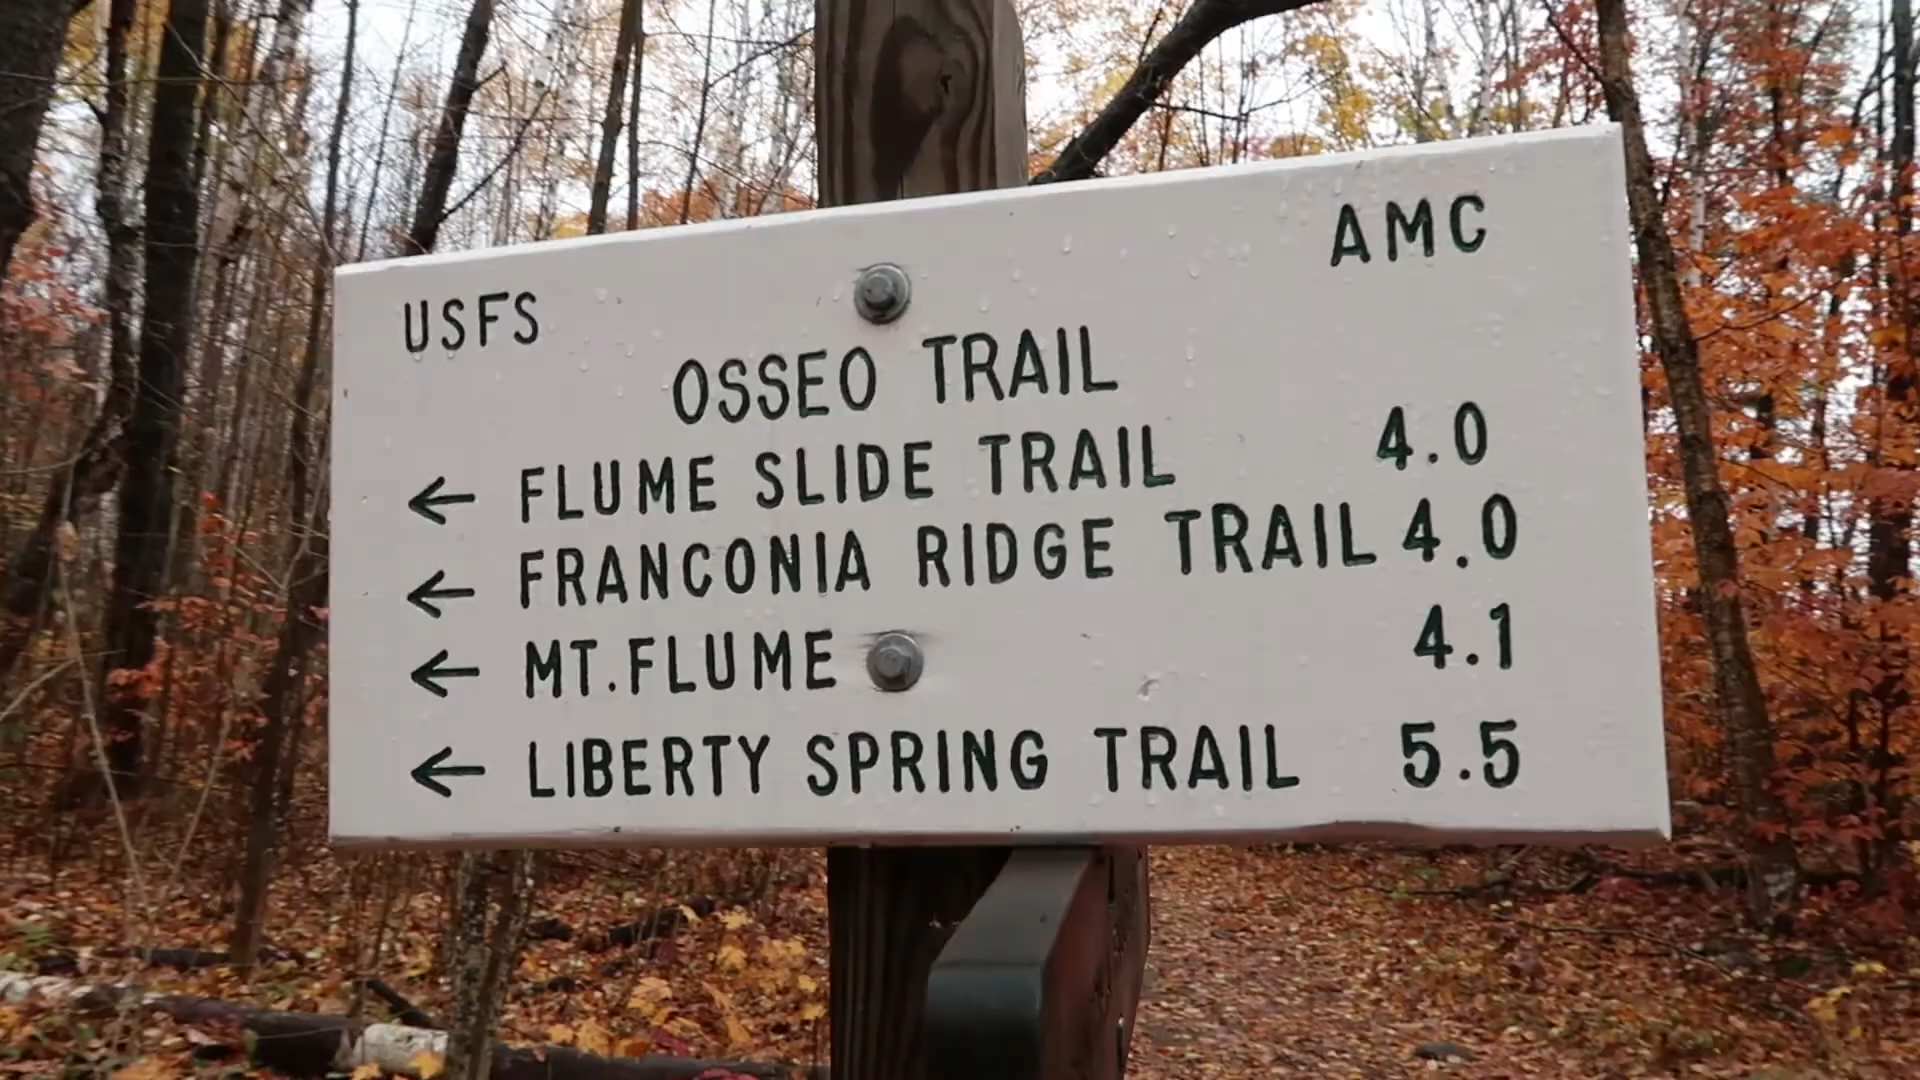 USFS AMC
OSSEO TRAIL
← FLUME SLIDE TRAIL 4.0
← FRANCONIA RIDGE TRAIL 4.0
← MT. FLUME 4.1
← LIBERTY SPRING TRAIL 5.5